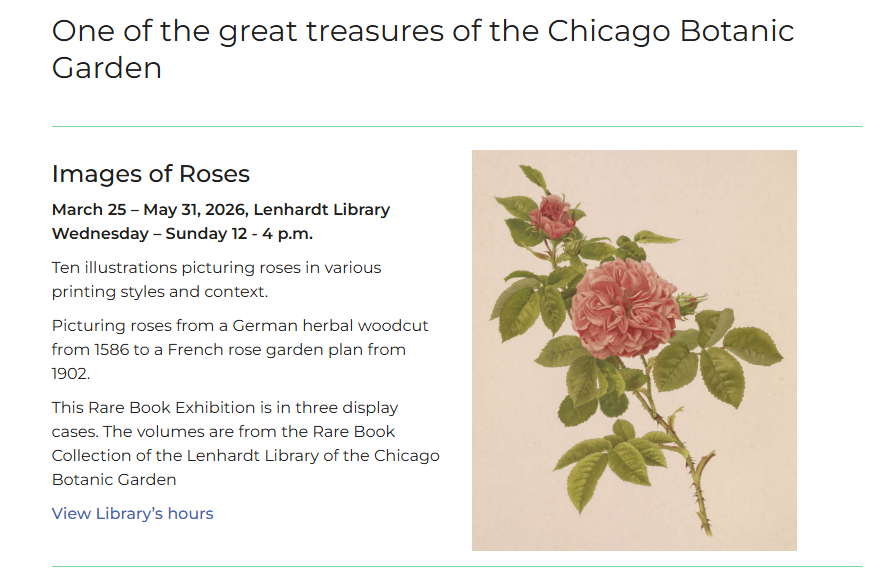 One of the great treasures of the Chicago Botanic
Garden
Images of Roses
March 25 – May 31, 2026, Lenhardt Library
Wednesday – Sunday 12 - 4 p.m.
Ten illustrations picturing roses in various
printing styles and context.
Picturing roses from a German herbal woodcut
from 1586 to a French rose garden plan from
1902.
This Rare Book Exhibition is in three display
cases. The volumes are from the Rare Book
Collection of the Lenhardt Library of the Chicago
Botanic Garden
View Library’s hours